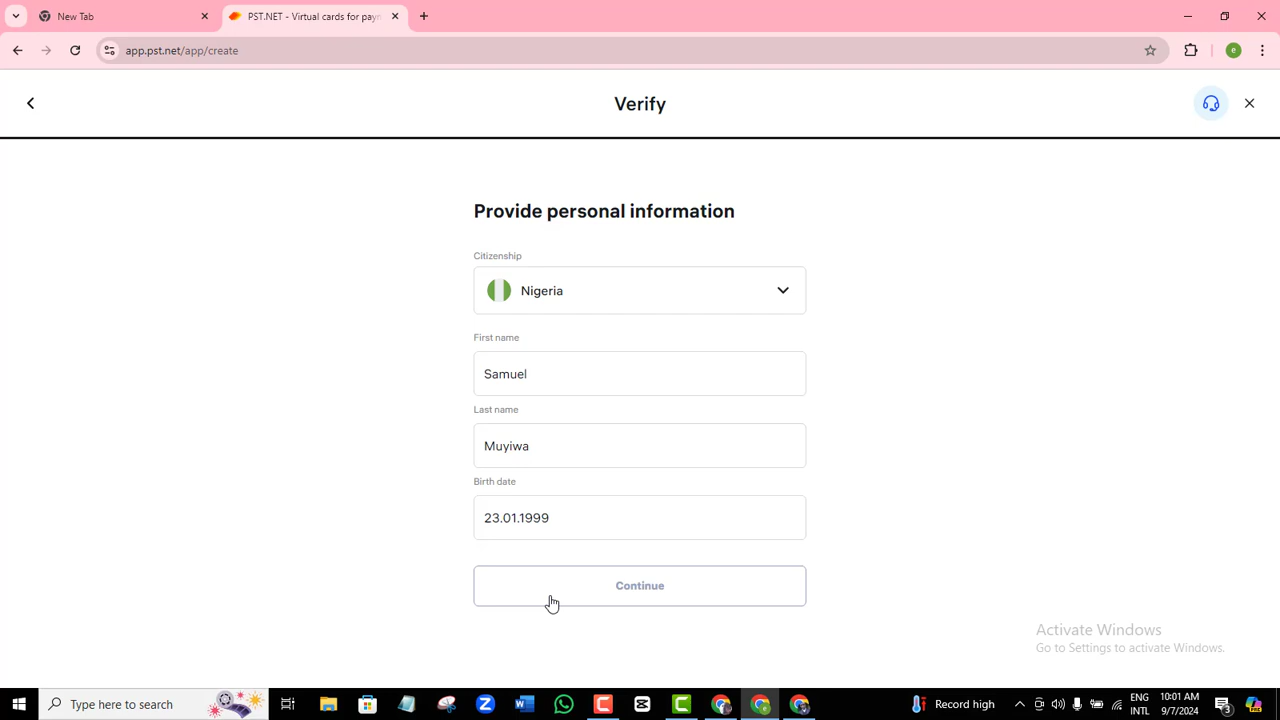 New Tab
PST.NET - Virtual cards for payn
app.pst.net/app/create
e
Verify
Provide personal information
Citizenship
Nigeria
First name
Samuel
Last name
Muyiwa
Birth date
23.01.1999
Continue
Activate Windows
Go to Settings to activate Windows.
Type here to search
Record high
ENG
INTL
10:01 AM
9/7/2024
3